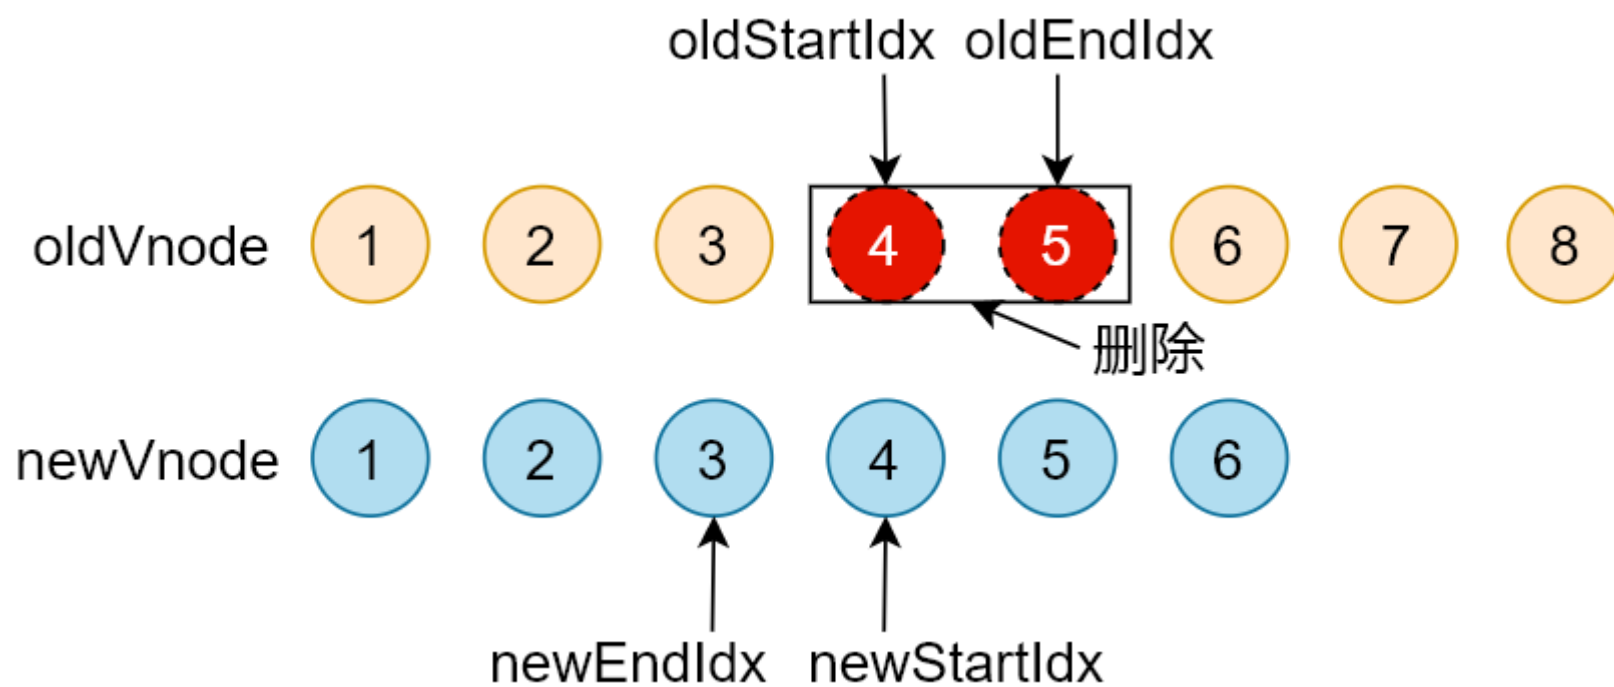 oldStartIdx oldEndIdx
oldVnode 1 2 3 4 5 6 7 8
删除
newVnode 1 2 3 4 5 6
newEndIdx newStartIdx